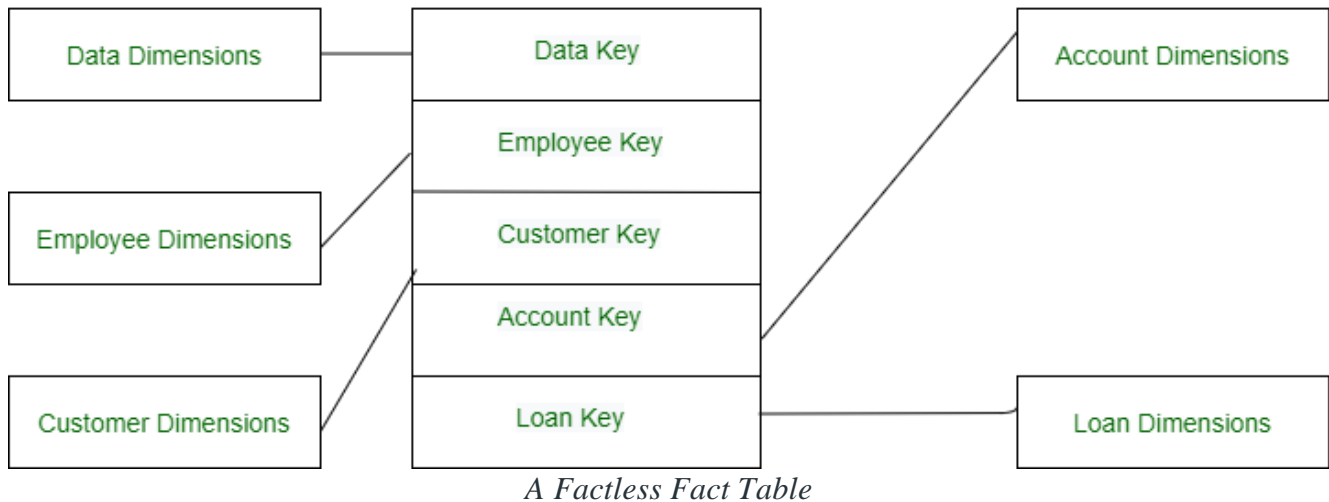 Data Dimensions
Data Key
Account Dimensions
Employee Key
Employee Dimensions
Customer Key
Account Key
Customer Dimensions
Loan Key
Loan Dimensions
A Factless Fact Table